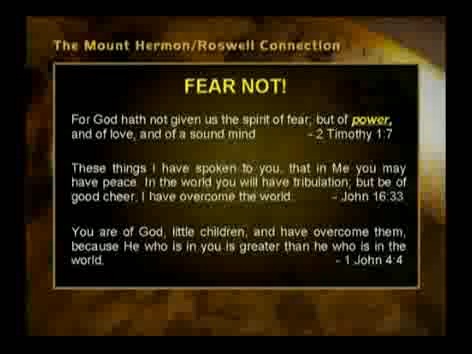 The Mount Hermon/Roswell Connection
FEAR NOT!
For God hath not given us the spirit of fear; but of power,
and of love, and of a sound mind - 2 Timothy 1:7
These things I have spoken to you, that in Me you may
have peace. In the world you will have tribulation; but be of
good cheer, I have overcome the world. - John 16:33
You are of God, little children, and have overcome them,
because He who is in you is greater than he who is in the
world. - 1 John 4:4